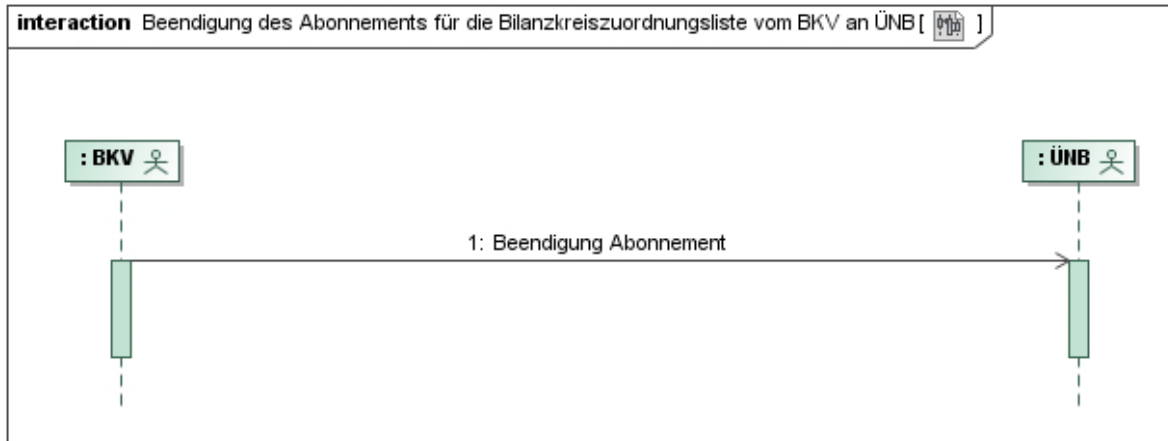 interaction Beendigung des Abonnements für die Bilanzkreiszuordnungsliste vom BKV an ÜNB [ ]
: BKV
: ÜNB
1: Beendigung Abonnement